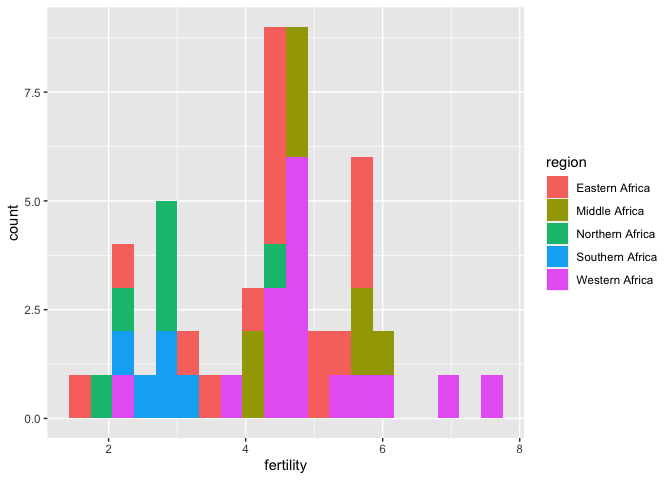 7.5
5.0
2.5
0.0
count
2
4
6
8
fertility
region
Eastern Africa
Middle Africa
Northern Africa
Southern Africa
Western Africa